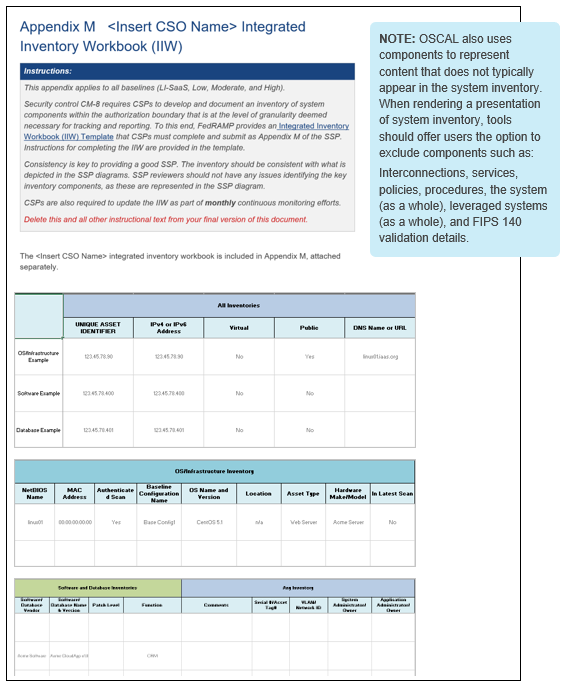 Appendix M <Insert CSO Name> Integrated
Inventory Workbook (IIW)
Instructions:
This appendix applies to all baselines (LI-SaaS, Low, Moderate, and High).
Security control CM-8 requires CSPs to develop and document an inventory of system
components within the authorization boundary that is at the level of granularity deemed
necessary for tracking and reporting. To this end, FedRAMP provides an Integrated Inventory
Workbook (IIW) Template that CSPs must complete and submit as Appendix M of the SSP.
Instructions for completing the IIW are provided in the template.
Consistency is key to providing a good SSP. The inventory should be consistent with what is
depicted in the SSP diagrams. SSP reviewers should not have any issues identifying the key
inventory components, as these are represented in the SSP diagram.
CSPs are also required to update the IIW as part of monthly continuous monitoring efforts.
Delete this and all other instructional text from your final version of this document.
The <Insert CSO Name> integrated inventory workbook is included in Appendix M, attached
separately.
NOTE: OSCAL also uses
components to represent
content that does not typically
appear in the system inventory.
When rendering a presentation
of system inventory, tools
should offer users the option to
exclude components such as:
Interconnections, services,
policies, procedures, the system
(as a whole), leveraged systems
(as a whole), and FIPS 140
validation details.
All Inventories
UNIQUE ASSET IDENTIFIER IPv4 or IPv6 Address Virtual Public DNS Name or URL
OS/Infrastructure Example 123.45.78.90 123.45.78.90 No Yes linux01.iaas.org
Software Example 123.45.78.400 123.45.78.400 No No
Database Example 123.45.78.401 123.45.78.401 No No
OS/Infrastructure Inventory
NetBIOS Name MAC Address Authenticate d Scan Baseline Configuration Name OS Name and Version Location Asset Type Hardware Make/Model In Latest Scan
linux01 00:00:00:00:00 Yes Base Config1 CentOS 5.1 n/a Web Server Acme Server No
Software and Database Inventories Any Inventory
Software/ Database Vendor Software/ Database Name & Version Patch Level Function Comments Serial #/Asset Tag# VLAN/ Network ID System Administrator/ Owner Application Administrator/ Owner
Acme Software CRM